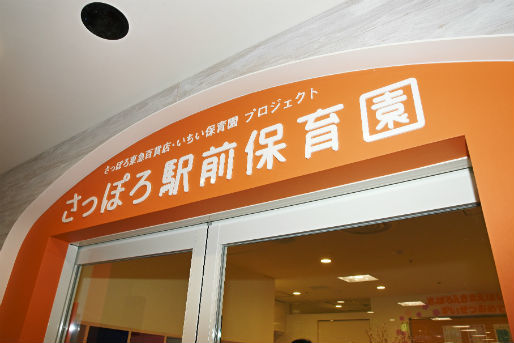 さっぽろ東急百貨店・いちい保育園 プロジェクト
さっぽろ駅前保育園